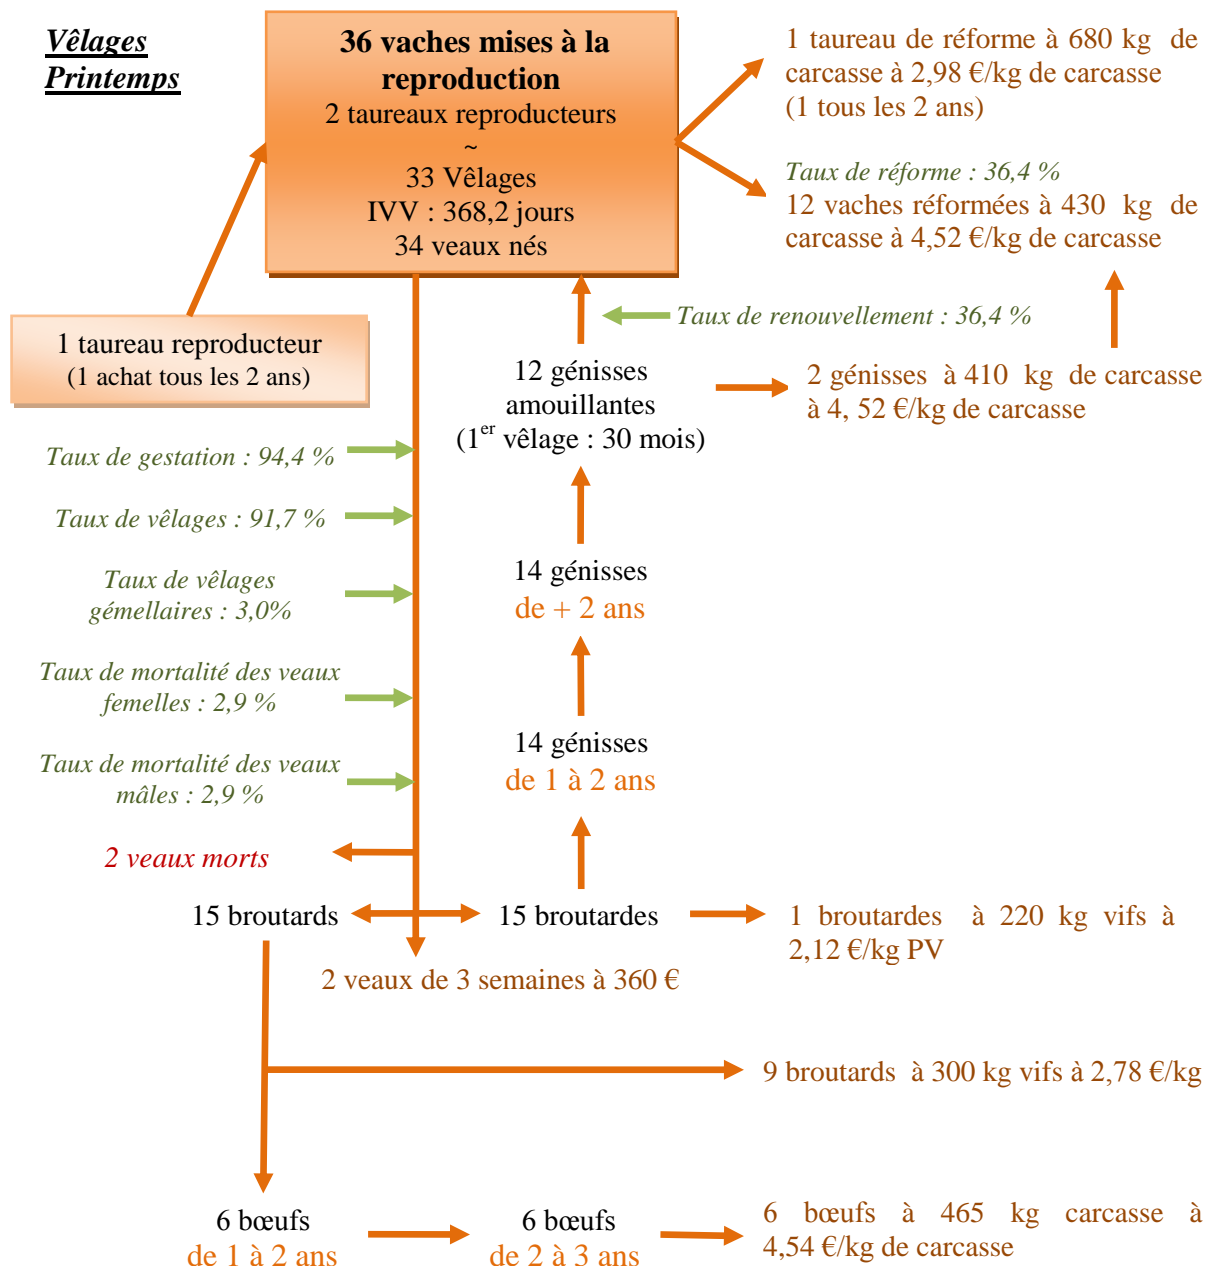 Vêlages
Printemps
36 vaches mises à la
reproduction
2 taureaux reproducteurs
~
33 Vêlages
IVV : 368,2 jours
34 veaux nés
1 taureau de réforme à 680 kg de
carcasse à 2,98 €/kg de carcasse
(1 tous les 2 ans)
Taux de réforme : 36,4 %
12 vaches réformées à 430 kg de
carcasse à 4,52 €/kg de carcasse
1 taureau reproducteur
(1 achat tous les 2 ans)
Taux de renouvellement : 36,4 %
12 génisses
amouillantes
(1er vêlage : 30 mois)
2 génisses à 410 kg de carcasse
à 4, 52 €/kg de carcasse
Taux de gestation : 94,4 %
Taux de vêlages : 91,7 %
Taux de vêlages
gémellaires : 3,0%
14 génisses
de + 2 ans
Taux de mortalité des veaux
femelles : 2,9 %
14 génisses
de 1 à 2 ans
Taux de mortalité des veaux
mâles : 2,9 %
2 veaux morts
15 broutards
15 broutardes
1 broutardes à 220 kg vifs à
2,12 €/kg PV
2 veaux de 3 semaines à 360 €
9 broutards à 300 kg vifs à 2,78 €/kg
6 bœufs
de 1 à 2 ans
6 bœufs
de 2 à 3 ans
6 bœufs à 465 kg carcasse à
4,54 €/kg de carcasse